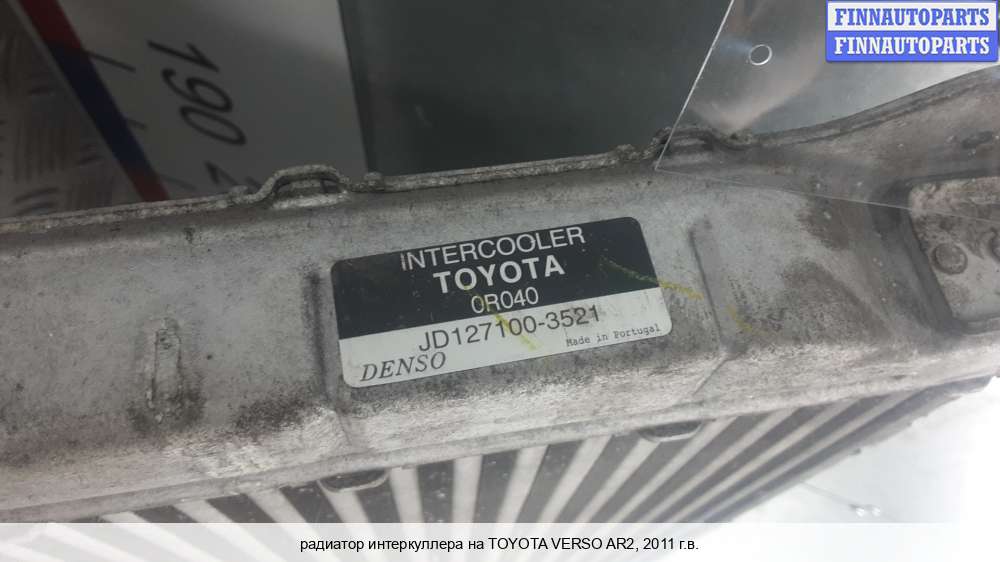 FINNAUTOPARTS
FINNAUTOPARTS
190 2
INTERCOOLER
TOYOTA
0R040
JD127100-3521
DENSO Made in Portugal
радиатор интеркуллера на TOYOTA VERSO AR2, 2011 г.в.